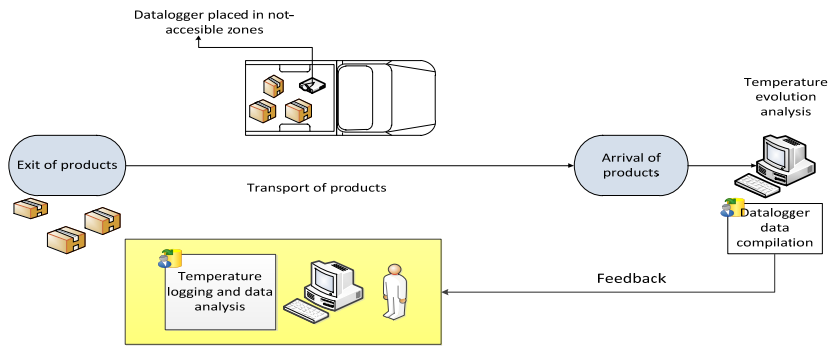 Datalogger placed in not-
accesible zones
Temperature
evolution
analysis
Exit of products
Arrival of
products
Transport of products
Datalogger
data
compilation
Temperature
logging and data
analysis
Feedback